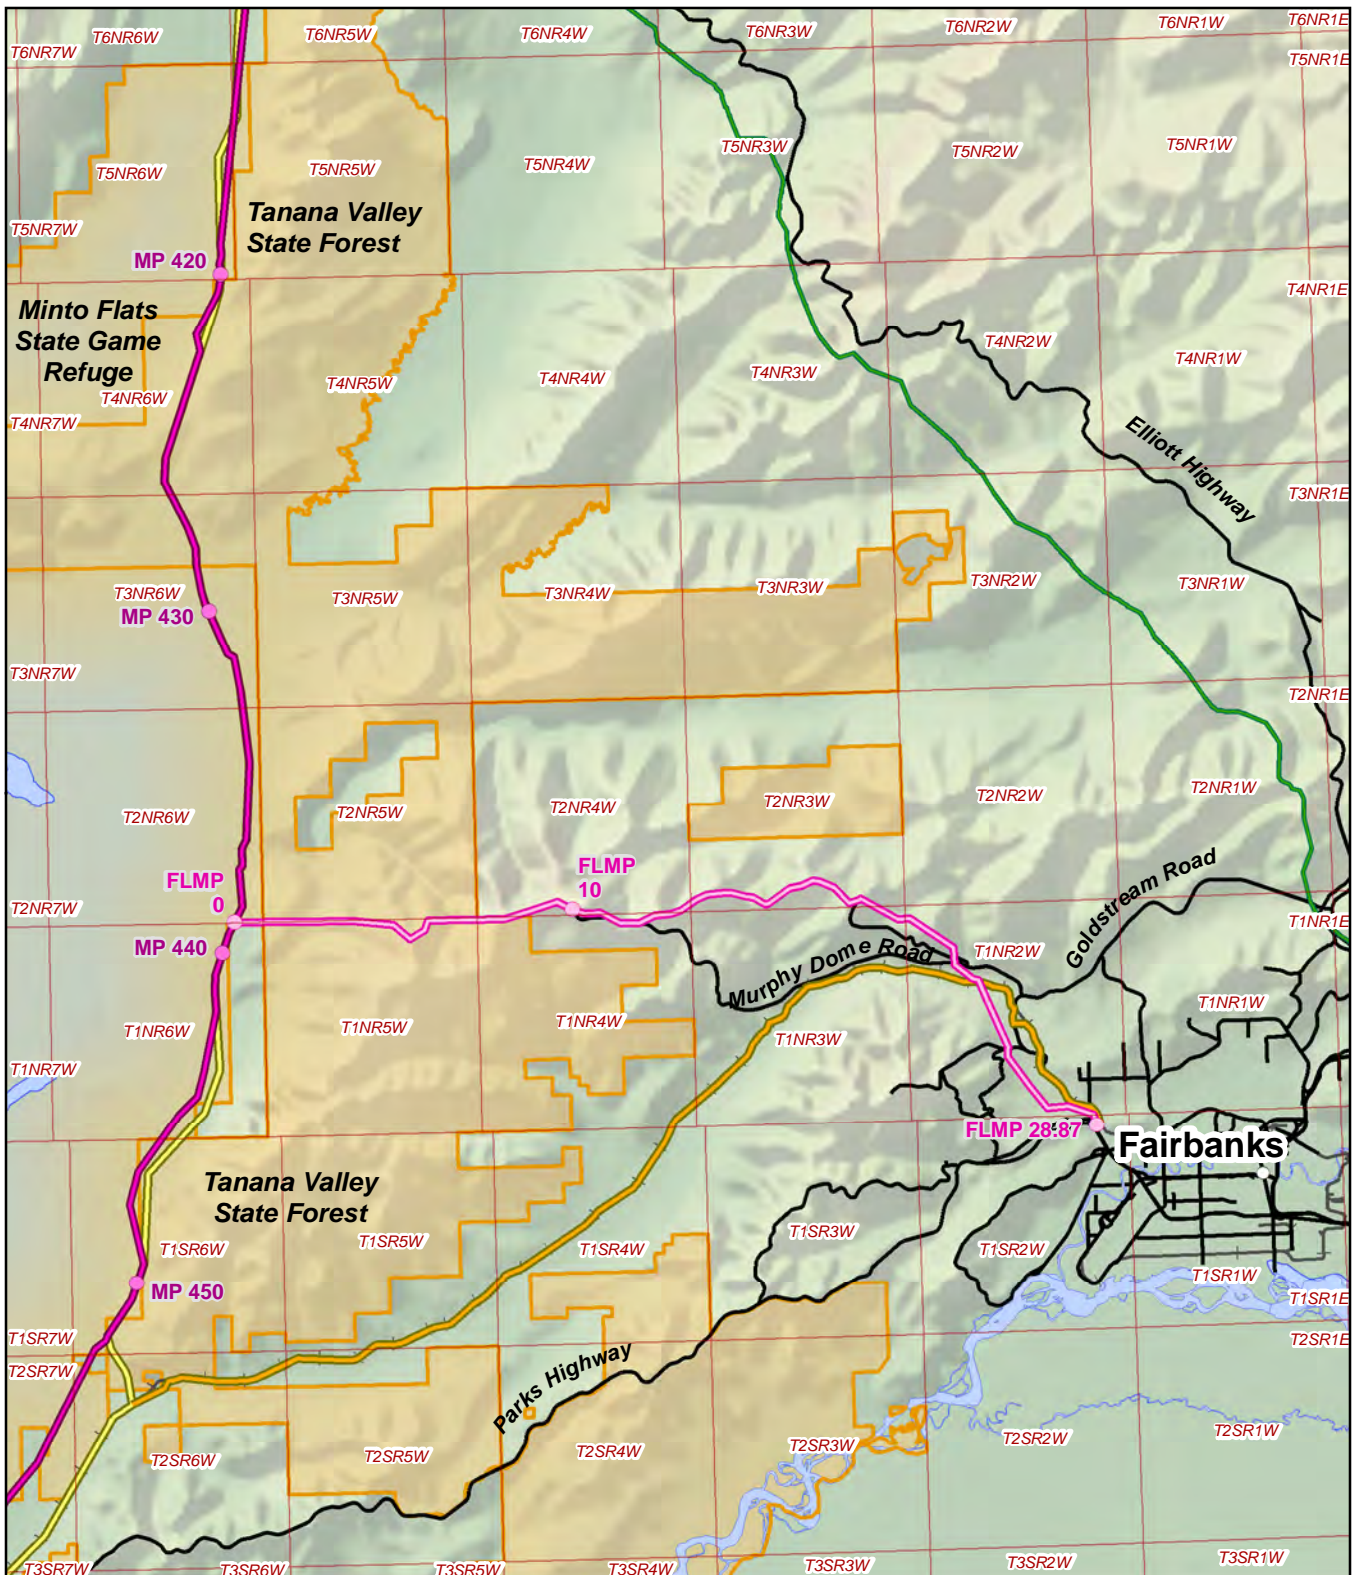 T6NR7W
T6NR6W
T6NR5W
T6NR4W
T6NR3W
T6NR2W
T6NR1W
T6NR1E
T5NR1E
T5NR6W
T5NR5W
T5NR4W
T5NR3W
T5NR2W
T5NR1W
T5NR7W
Tanana Valley
State Forest
MP 420
Minto Flats
State Game
Refuge
T4NR1E
T4NR7W
T4NR6W
T4NR5W
T4NR4W
T4NR3W
T4NR2W
T4NR1W
Elliott Highway
T3NR1E
T3NR6W
MP 430
T3NR5W
T3NR4W
T3NR3W
T3NR2W
T3NR1W
T3NR7W
T2NR1E
T2NR6W
T2NR5W
T2NR4W
T2NR3W
T2NR2W
T2NR1W
FLMP
0
FLMP
10
Goldstream Road
T2NR7W
T1NR1E
MP 440
Murphy Dome Road
T1NR2W
T1NR6W
T1NR5W
T1NR4W
T1NR3W
T1NR1W
T1NR7W
FLMP 28.87
Fairbanks
Tanana Valley
State Forest
T1SR6W
T1SR5W
T1SR4W
T1SR3W
T1SR2W
T1SR1W
T1SR1E
MP 450
T1SR7W
T2SR7W
T2SR1E
Parks Highway
T2SR6W
T2SR5W
T2SR4W
T2SR3W
T2SR2W
T2SR1W
T3SR7W
T3SR6W
T3SR5W
T3SR4W
T3SR3W
T3SR2W
T3SR1W